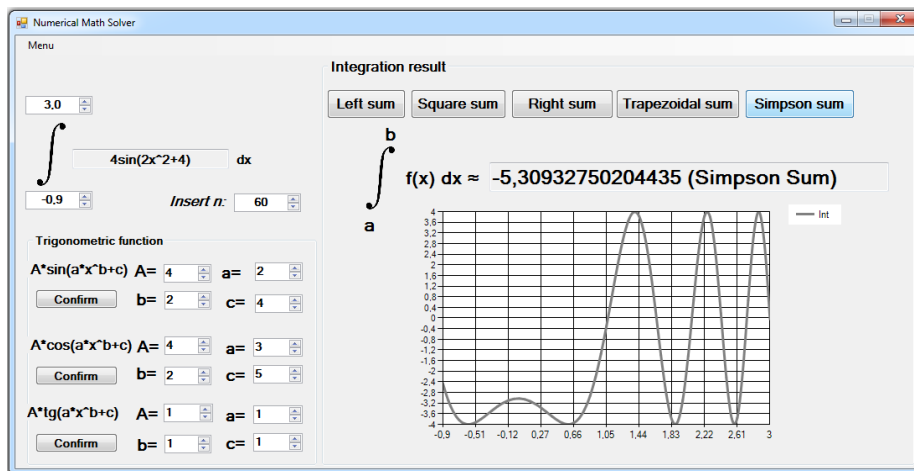 Numerical Math Solver
Menu
3,0
4sin(2x^2+4) dx
-0,9
Insert n: 60
Trigonometric function
A*sin(a*x^b+c) A= 4 a= 2
Confirm b= 2 c= 4
A*cos(a*x^b+c) A= 4 a= 3
Confirm b= 2 c= 5
A*tg(a*x^b+c) A= 1 a= 1
Confirm b= 1 c= 1
Integration result
Left sum Square sum Right sum Trapezoidal sum Simpson sum
b
f(x) dx ≈ -5,30932750204435 (Simpson Sum)
a
4
3,6
3,2
2,8
2,4
2
1,6
1,2
0,8
0,4
0
-0,4
-0,8
-1,2
-1,6
-2
-2,4
-2,8
-3,2
-3,6
-4
-0,9 -0,51 -0,12 0,27 0,66 1,05 1,44 1,83 2,22 2,61 3
Int